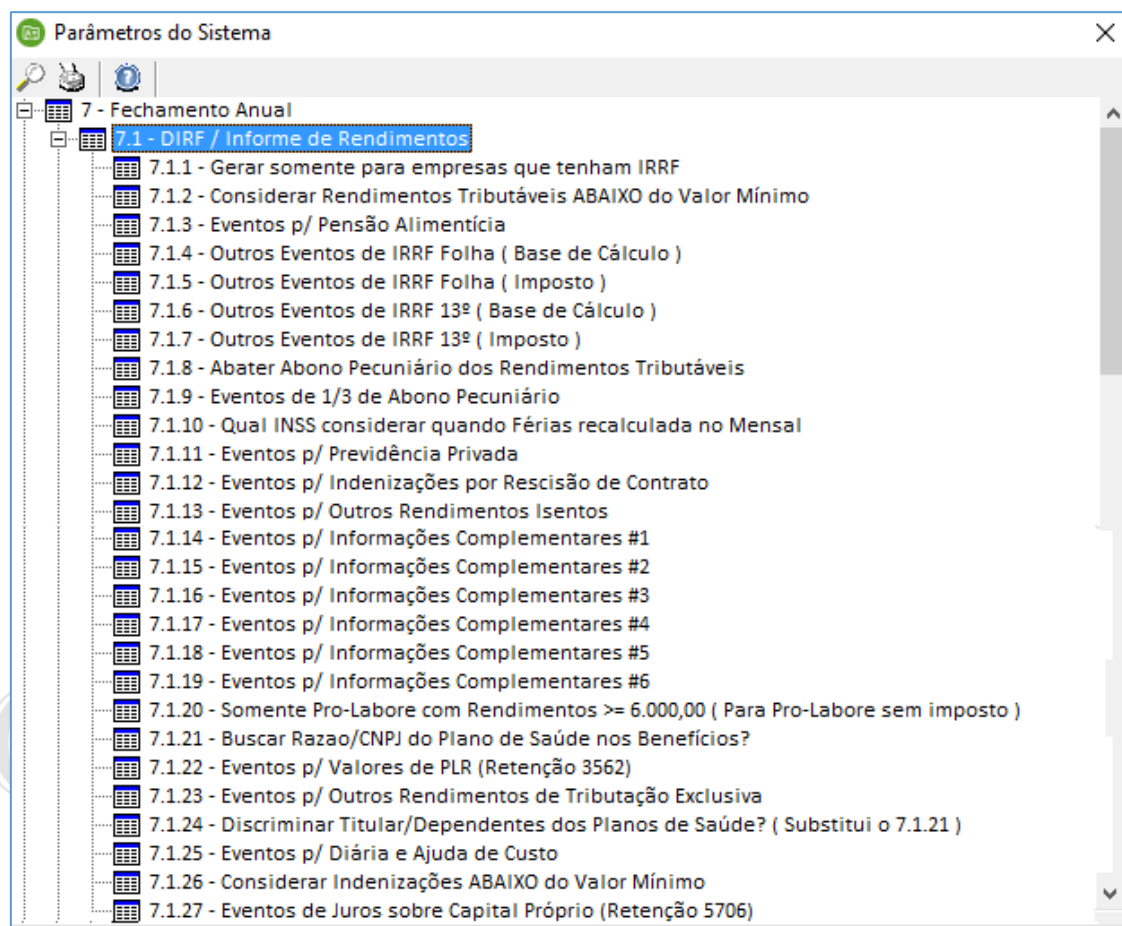 Parâmetros do Sistema
7 - Fechamento Anual
7.1 - DIRF / Informe de Rendimentos
7.1.1 - Gerar somente para empresas que tenham IRRF
7.1.2 - Considerar Rendimentos Tributáveis ABAIXO do Valor Mínimo
7.1.3 - Eventos p/ Pensão Alimentícia
7.1.4 - Outros Eventos de IRRF Folha ( Base de Cálculo )
7.1.5 - Outros Eventos de IRRF Folha ( Imposto )
7.1.6 - Outros Eventos de IRRF 13º ( Base de Cálculo )
7.1.7 - Outros Eventos de IRRF 13º ( Imposto )
7.1.8 - Abater Abono Pecuniário dos Rendimentos Tributáveis
7.1.9 - Eventos de 1/3 de Abono Pecuniário
7.1.10 - Qual INSS considerar quando Férias recalculada no Mensal
7.1.11 - Eventos p/ Previdência Privada
7.1.12 - Eventos p/ Indenizações por Rescisão de Contrato
7.1.13 - Eventos p/ Outros Rendimentos Isentos
7.1.14 - Eventos p/ Informações Complementares #1
7.1.15 - Eventos p/ Informações Complementares #2
7.1.16 - Eventos p/ Informações Complementares #3
7.1.17 - Eventos p/ Informações Complementares #4
7.1.18 - Eventos p/ Informações Complementares #5
7.1.19 - Eventos p/ Informações Complementares #6
7.1.20 - Somente Pro-Labore com Rendimentos >= 6.000,00 ( Para Pro-Labore sem imposto )
7.1.21 - Buscar Razao/CNPJ do Plano de Saúde nos Benefícios?
7.1.22 - Eventos p/ Valores de PLR (Retenção 3562)
7.1.23 - Eventos p/ Outros Rendimentos de Tributação Exclusiva
7.1.24 - Discriminar Titular/Dependentes dos Planos de Saúde? ( Substitui o 7.1.21 )
7.1.25 - Eventos p/ Diária e Ajuda de Custo
7.1.26 - Considerar Indenizações ABAIXO do Valor Mínimo
7.1.27 - Eventos de Juros sobre Capital Próprio (Retenção 5706)